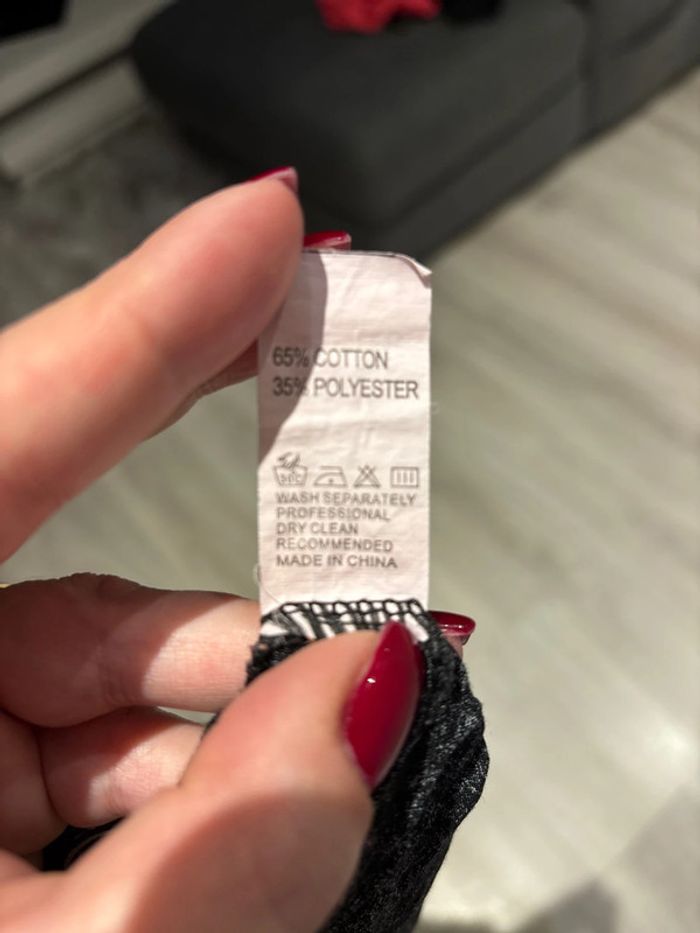 65% COTTON
35% POLYESTER
WASH SEPARATELY
PROFESSIONAL
DRY CLEAN
RECOMMENDED
MADE IN CHINA